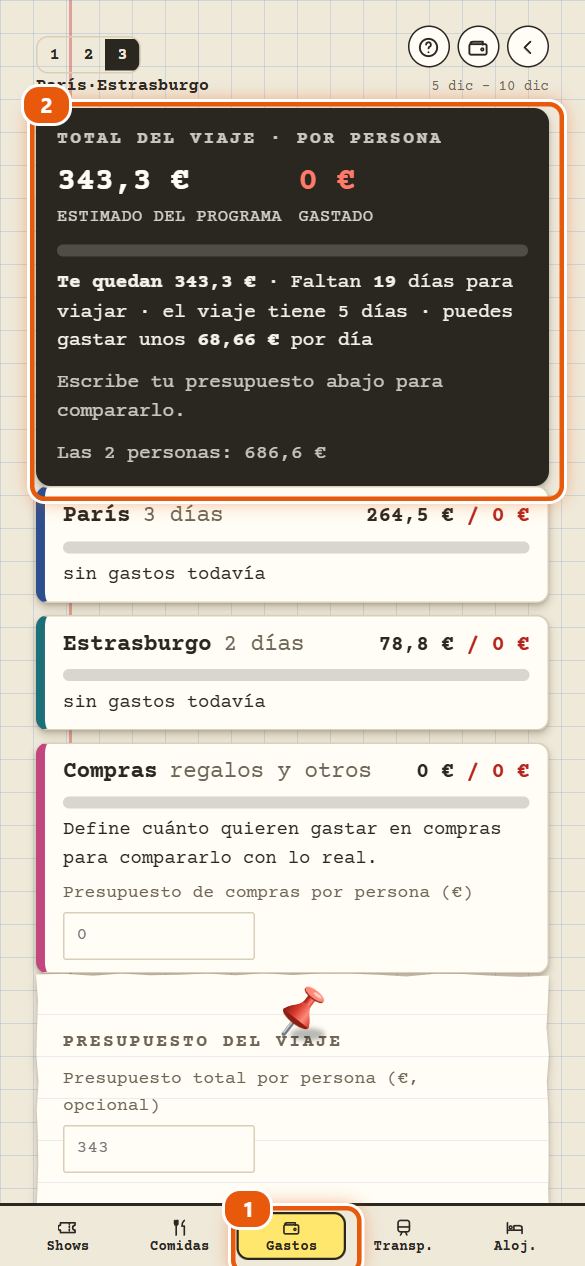 1 2 3
París·Estrasburgo
5 dic – 10 dic
2
TOTAL DEL VIAJE · POR PERSONA
343,3 € 0 €
ESTIMADO DEL PROGRAMA GASTADO
Te quedan 343,3 € · Faltan 19 días para
viajar · el viaje tiene 5 días · puedes
gastar unos 68,66 € por día
Escribe tu presupuesto abajo para
compararlo.
Las 2 personas: 686,6 €
París 3 días 264,5 € / 0 €
sin gastos todavía
Estrasburgo 2 días 78,8 € / 0 €
sin gastos todavía
Compras regalos y otros 0 € / 0 €
Define cuánto quieren gastar en compras
para compararlo con lo real.
Presupuesto de compras por persona (€)
0
PRESUPUESTO DEL VIAJE
Presupuesto total por persona (€,
opcional)
343
1
Shows Comidas Gastos Transp. Aloj.